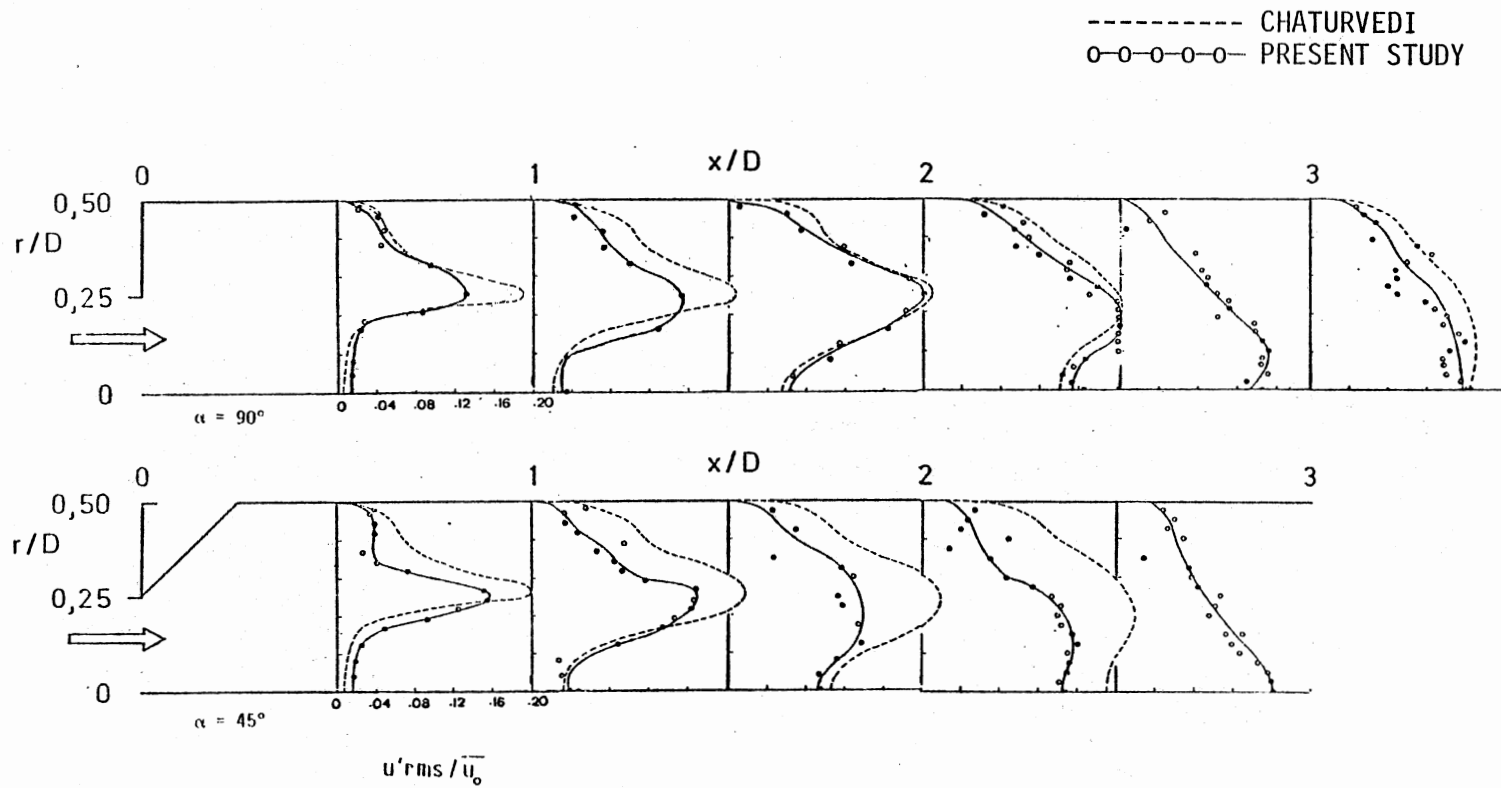 CHATURVEDI
PRESENT STUDY
0 1 x/D 2 3
0,50
r/D
0,25
0
0 .04 .08 .12 .16 .20
α = 90°
0 1 x/D 2 3
0,50
r/D
0,25
0
0 .04 .08 .12 .16 .20
α = 45°
u'rms/u̅₀